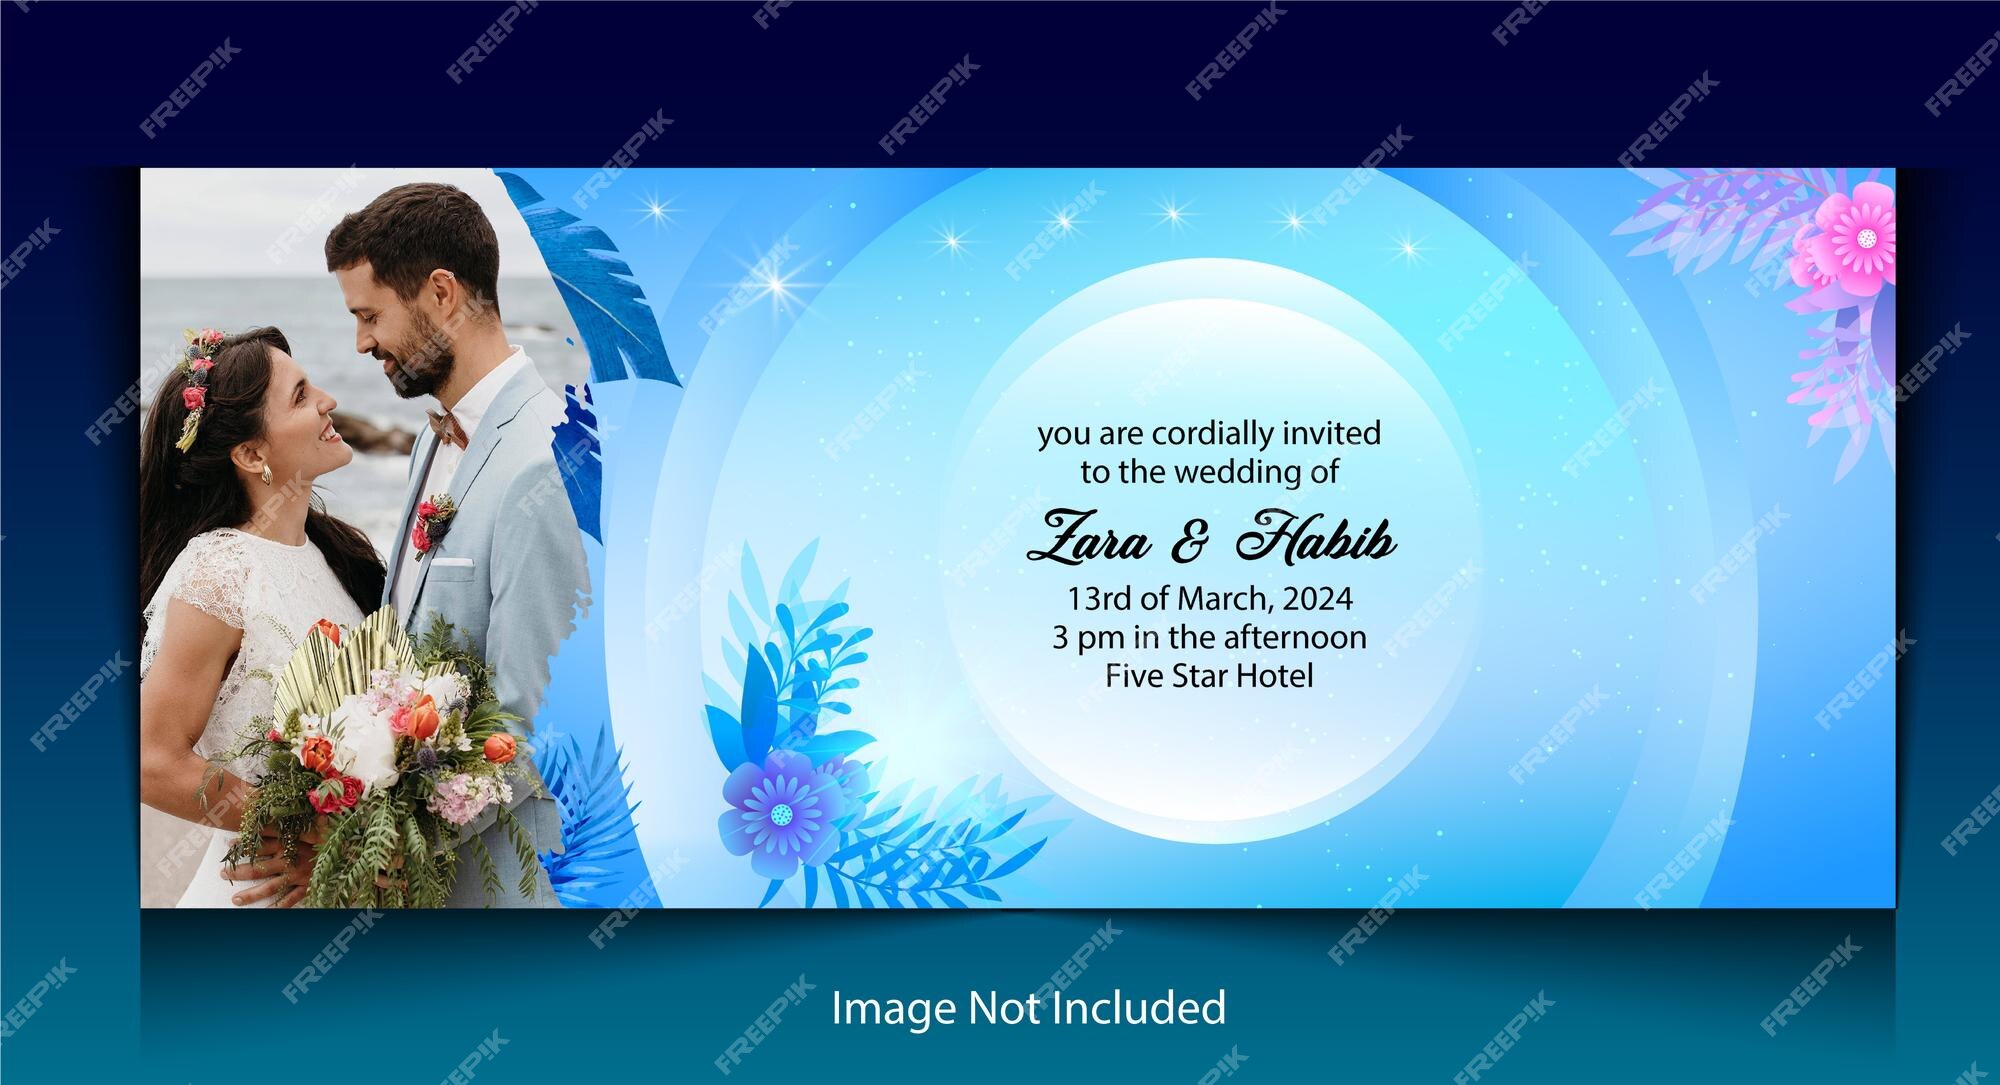 you are cordially invited
to the wedding of
Zara & Habib
13rd of March, 2024
3 pm in the afternoon
Five Star Hotel
Image Not Included
FREEPIK